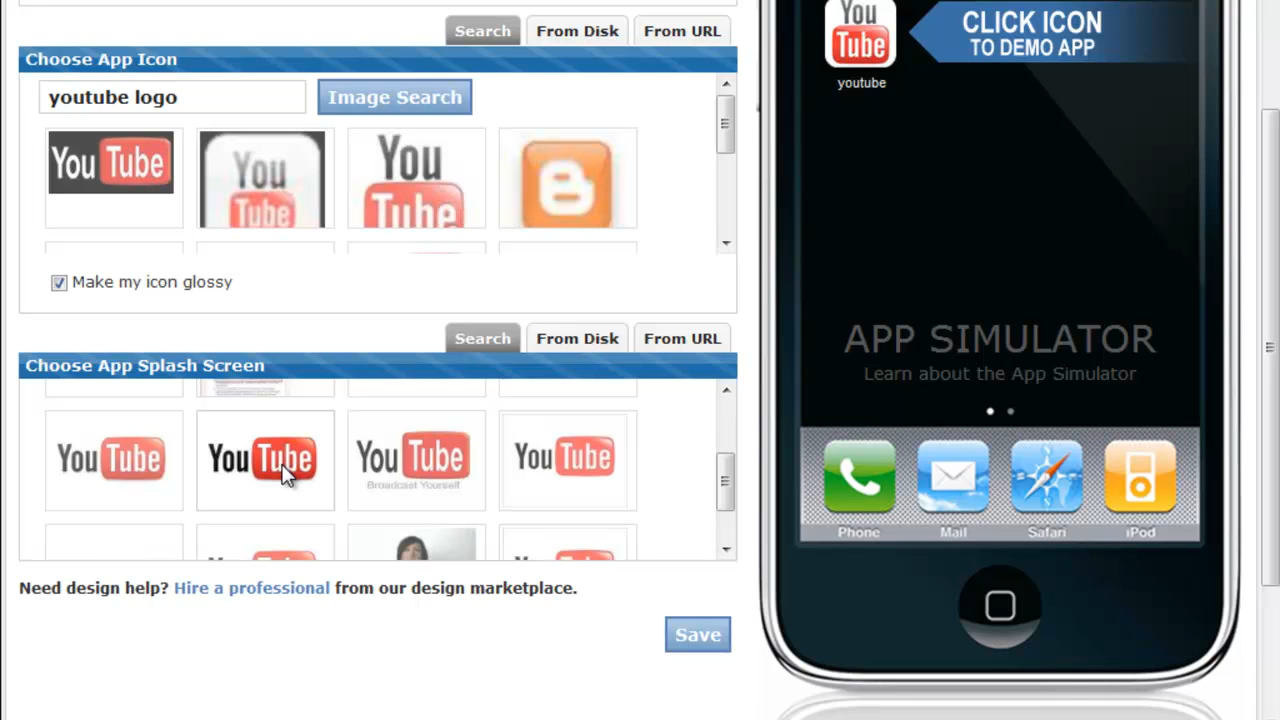 Search
From Disk
From URL
Choose App Icon
youtube logo
Image Search
You Tube
You
Tube
You
Tube
Make my icon glossy
Search
From Disk
From URL
Choose App Splash Screen
You Tube
You Tube
You Tube
Broadcast Yourself
You Tube
Need design help? Hire a professional from our design marketplace.
Save
You
Tube
youtube
CLICK ICON
TO DEMO APP
APP SIMULATOR
Learn about the App Simulator
Phone
Mail
Safari
iPod